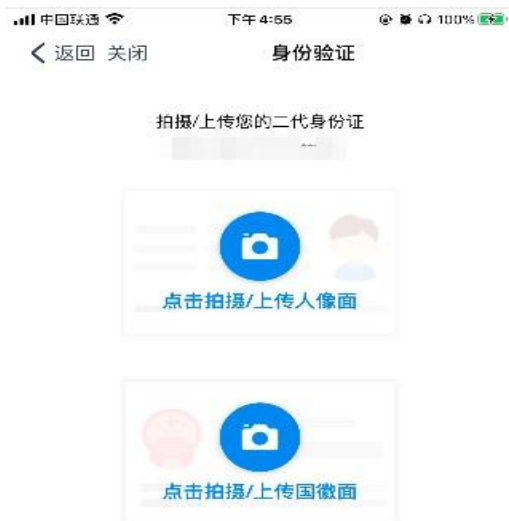 中国联通 下午 4:55 100%
返回 关闭 身份验证
拍摄/上传您的二代身份证
点击拍摄/上传人像面
点击拍摄/上传国徽面